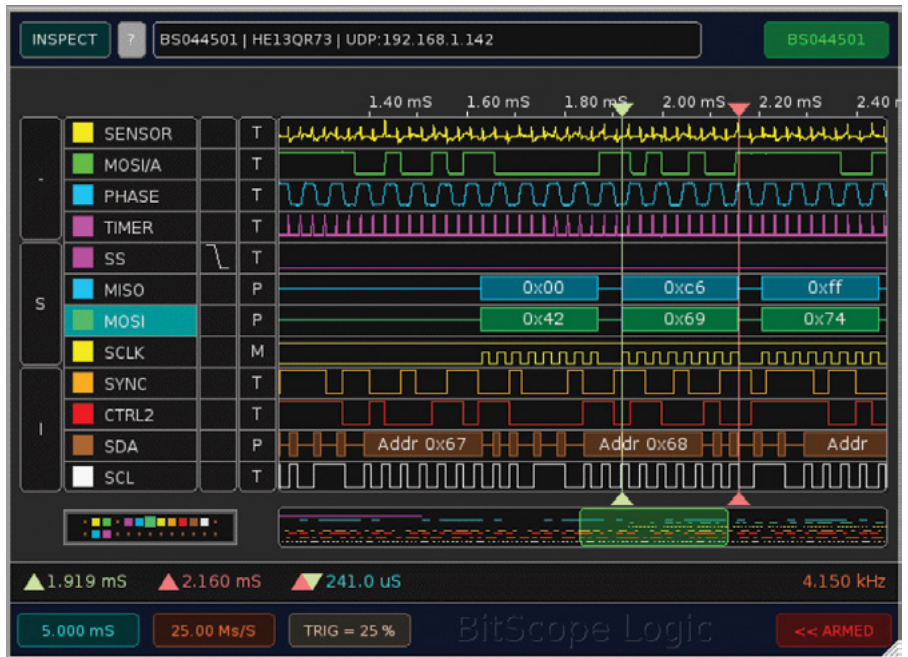 INSPECT ? BS044501 | HE13QR73 | UDP:192.168.1.142 BS044501
1.40 mS 1.60 mS 1.80 mS 2.00 mS 2.20 mS 2.40
SENSOR T
MOSI/A T
- PHASE T
TIMER T
SS T
MISO P 0x00 0xc6 0xff
S
MOSI P 0x42 0x69 0x74
SCLK M
SYNC T
CTRL2 T
I
SDA P Addr 0x67 Addr 0x68 Addr
SCL T
1.919 mS 2.160 mS 241.0 uS 4.150 kHz
5.000 mS 25.00 Ms/S TRIG = 25 % BitScope Logic << ARMED